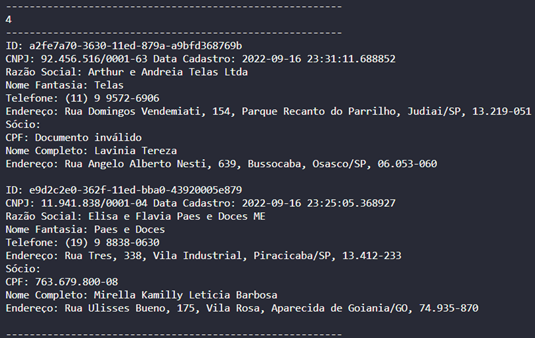 --------------------------------------------------------
4
--------------------------------------------------------
ID: a2fe7a70-3630-11ed-879a-a9bfd368769b
CNPJ: 92.456.516/0001-63 Data Cadastro: 2022-09-16 23:31:11.688852
Razão Social: Arthur e Andreia Telas Ltda
Nome Fantasia: Telas
Telefone: (11) 9 9572-6906
Endereço: Rua Domingos Vendemiati, 154, Parque Recanto do Parrilho, Judiai/SP, 13.219-051
Sócio:
CPF: Documento inválido
Nome Completo: Lavinia Tereza
Endereço: Rua Angelo Alberto Nesti, 639, Bussocaba, Osasco/SP, 06.053-060
ID: e9d2c2e0-362f-11ed-bba0-43920005e879
CNPJ: 11.941.838/0001-04 Data Cadastro: 2022-09-16 23:25:05.368927
Razão Social: Elisa e Flavia Paes e Doces ME
Nome Fantasia: Paes e Doces
Telefone: (19) 9 8838-0630
Endereço: Rua Tres, 338, Vila Industrial, Piracicaba/SP, 13.412-233
Sócio:
CPF: 763.679.800-08
Nome Completo: Mirella Kamilly Leticia Barbosa
Endereço: Rua Ulisses Bueno, 175, Vila Rosa, Aparecida de Goiania/GO, 74.935-870
--------------------------------------------------------